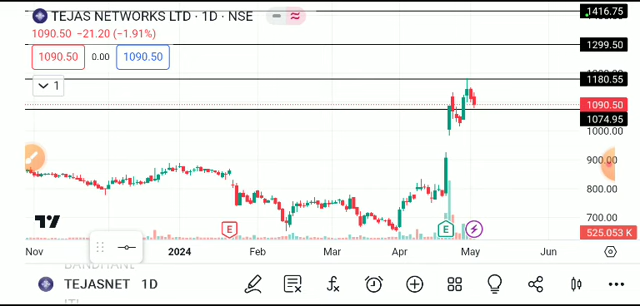 TEJAS NETWORKS LTD · 1D · NSE
1090.50 −21.20 (−1.91%)
1090.50 0.00 1090.50
1
1416.75
1299.50
1180.55
1090.50
1074.95
1000.00
900.00
800.00
700.00
525.053 K
E E
Nov 2024 Feb Mar Apr May Jun
TEJASNET 1D